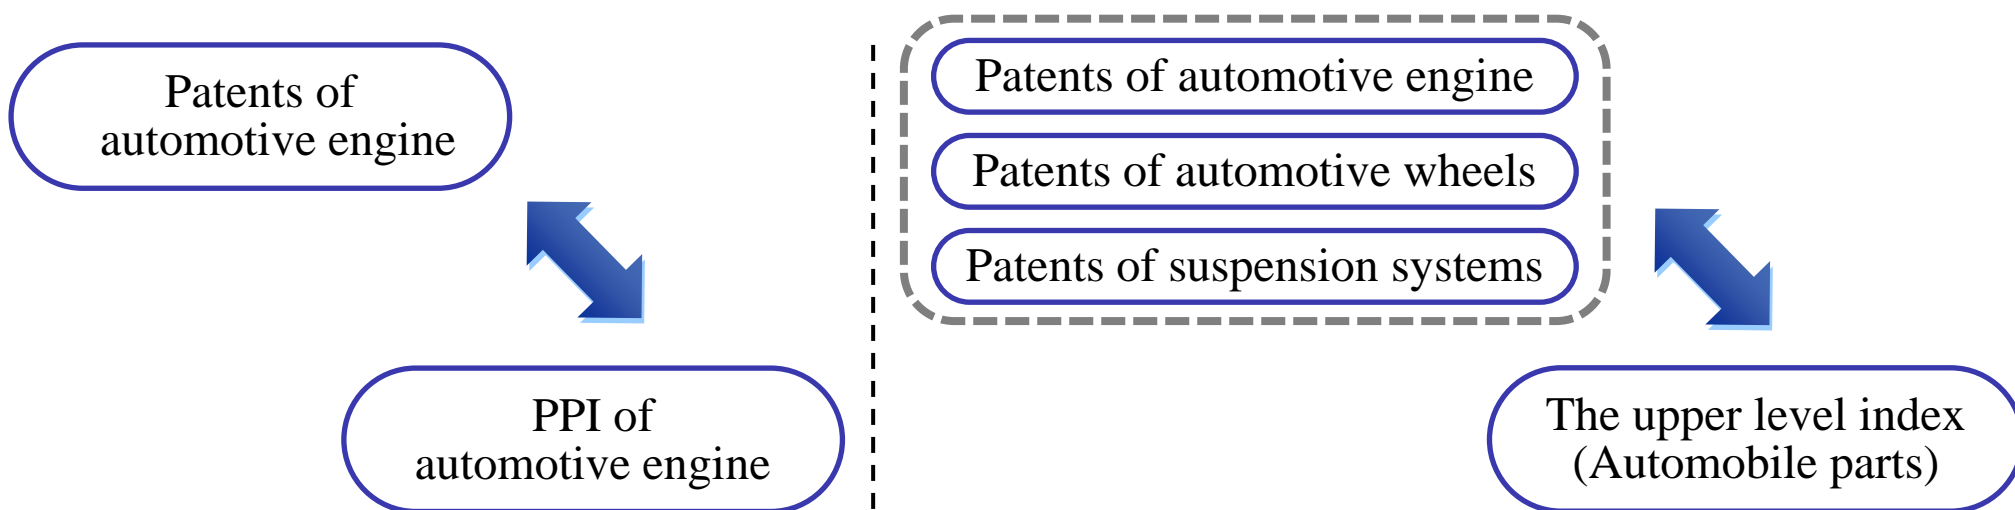 Patents of
automotive engine
PPI of
automotive engine
Patents of automotive engine
Patents of automotive wheels
Patents of suspension systems
The upper level index
(Automobile parts)